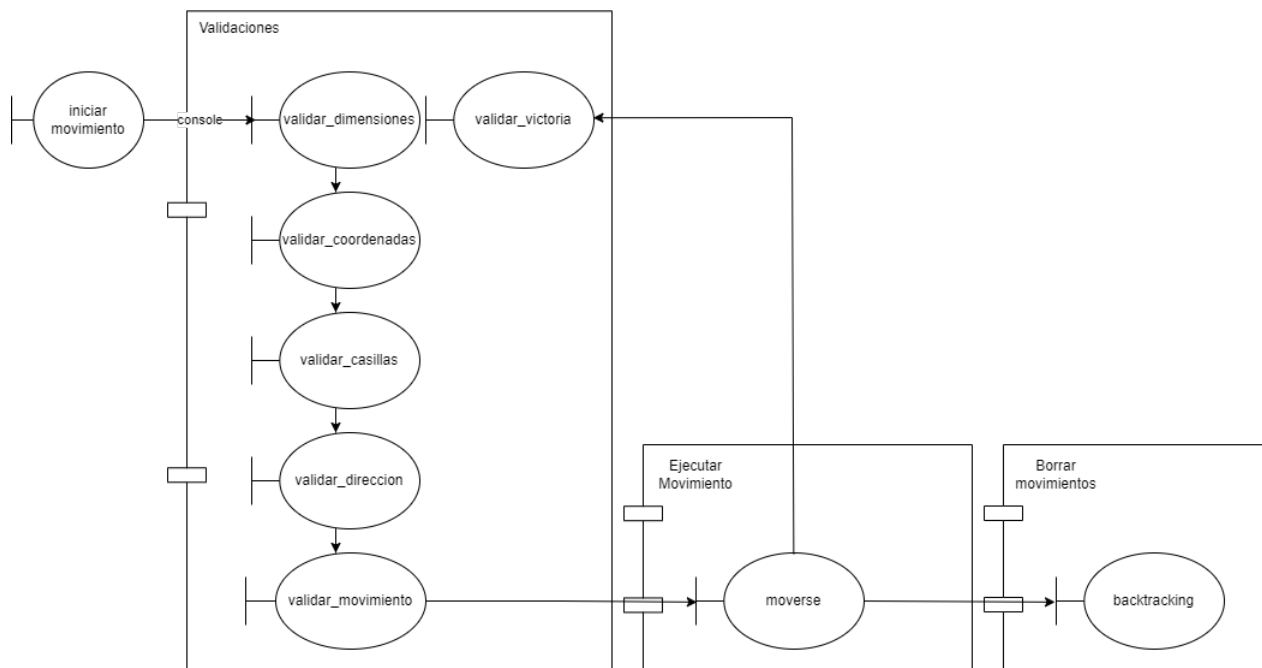 Validaciones
iniciar
movimiento
console
validar_dimensiones
validar_victoria
validar_coordenadas
validar_casillas
validar_direccion
validar_movimiento
Ejecutar
Movimiento
moverse
Borrar
movimientos
backtracking